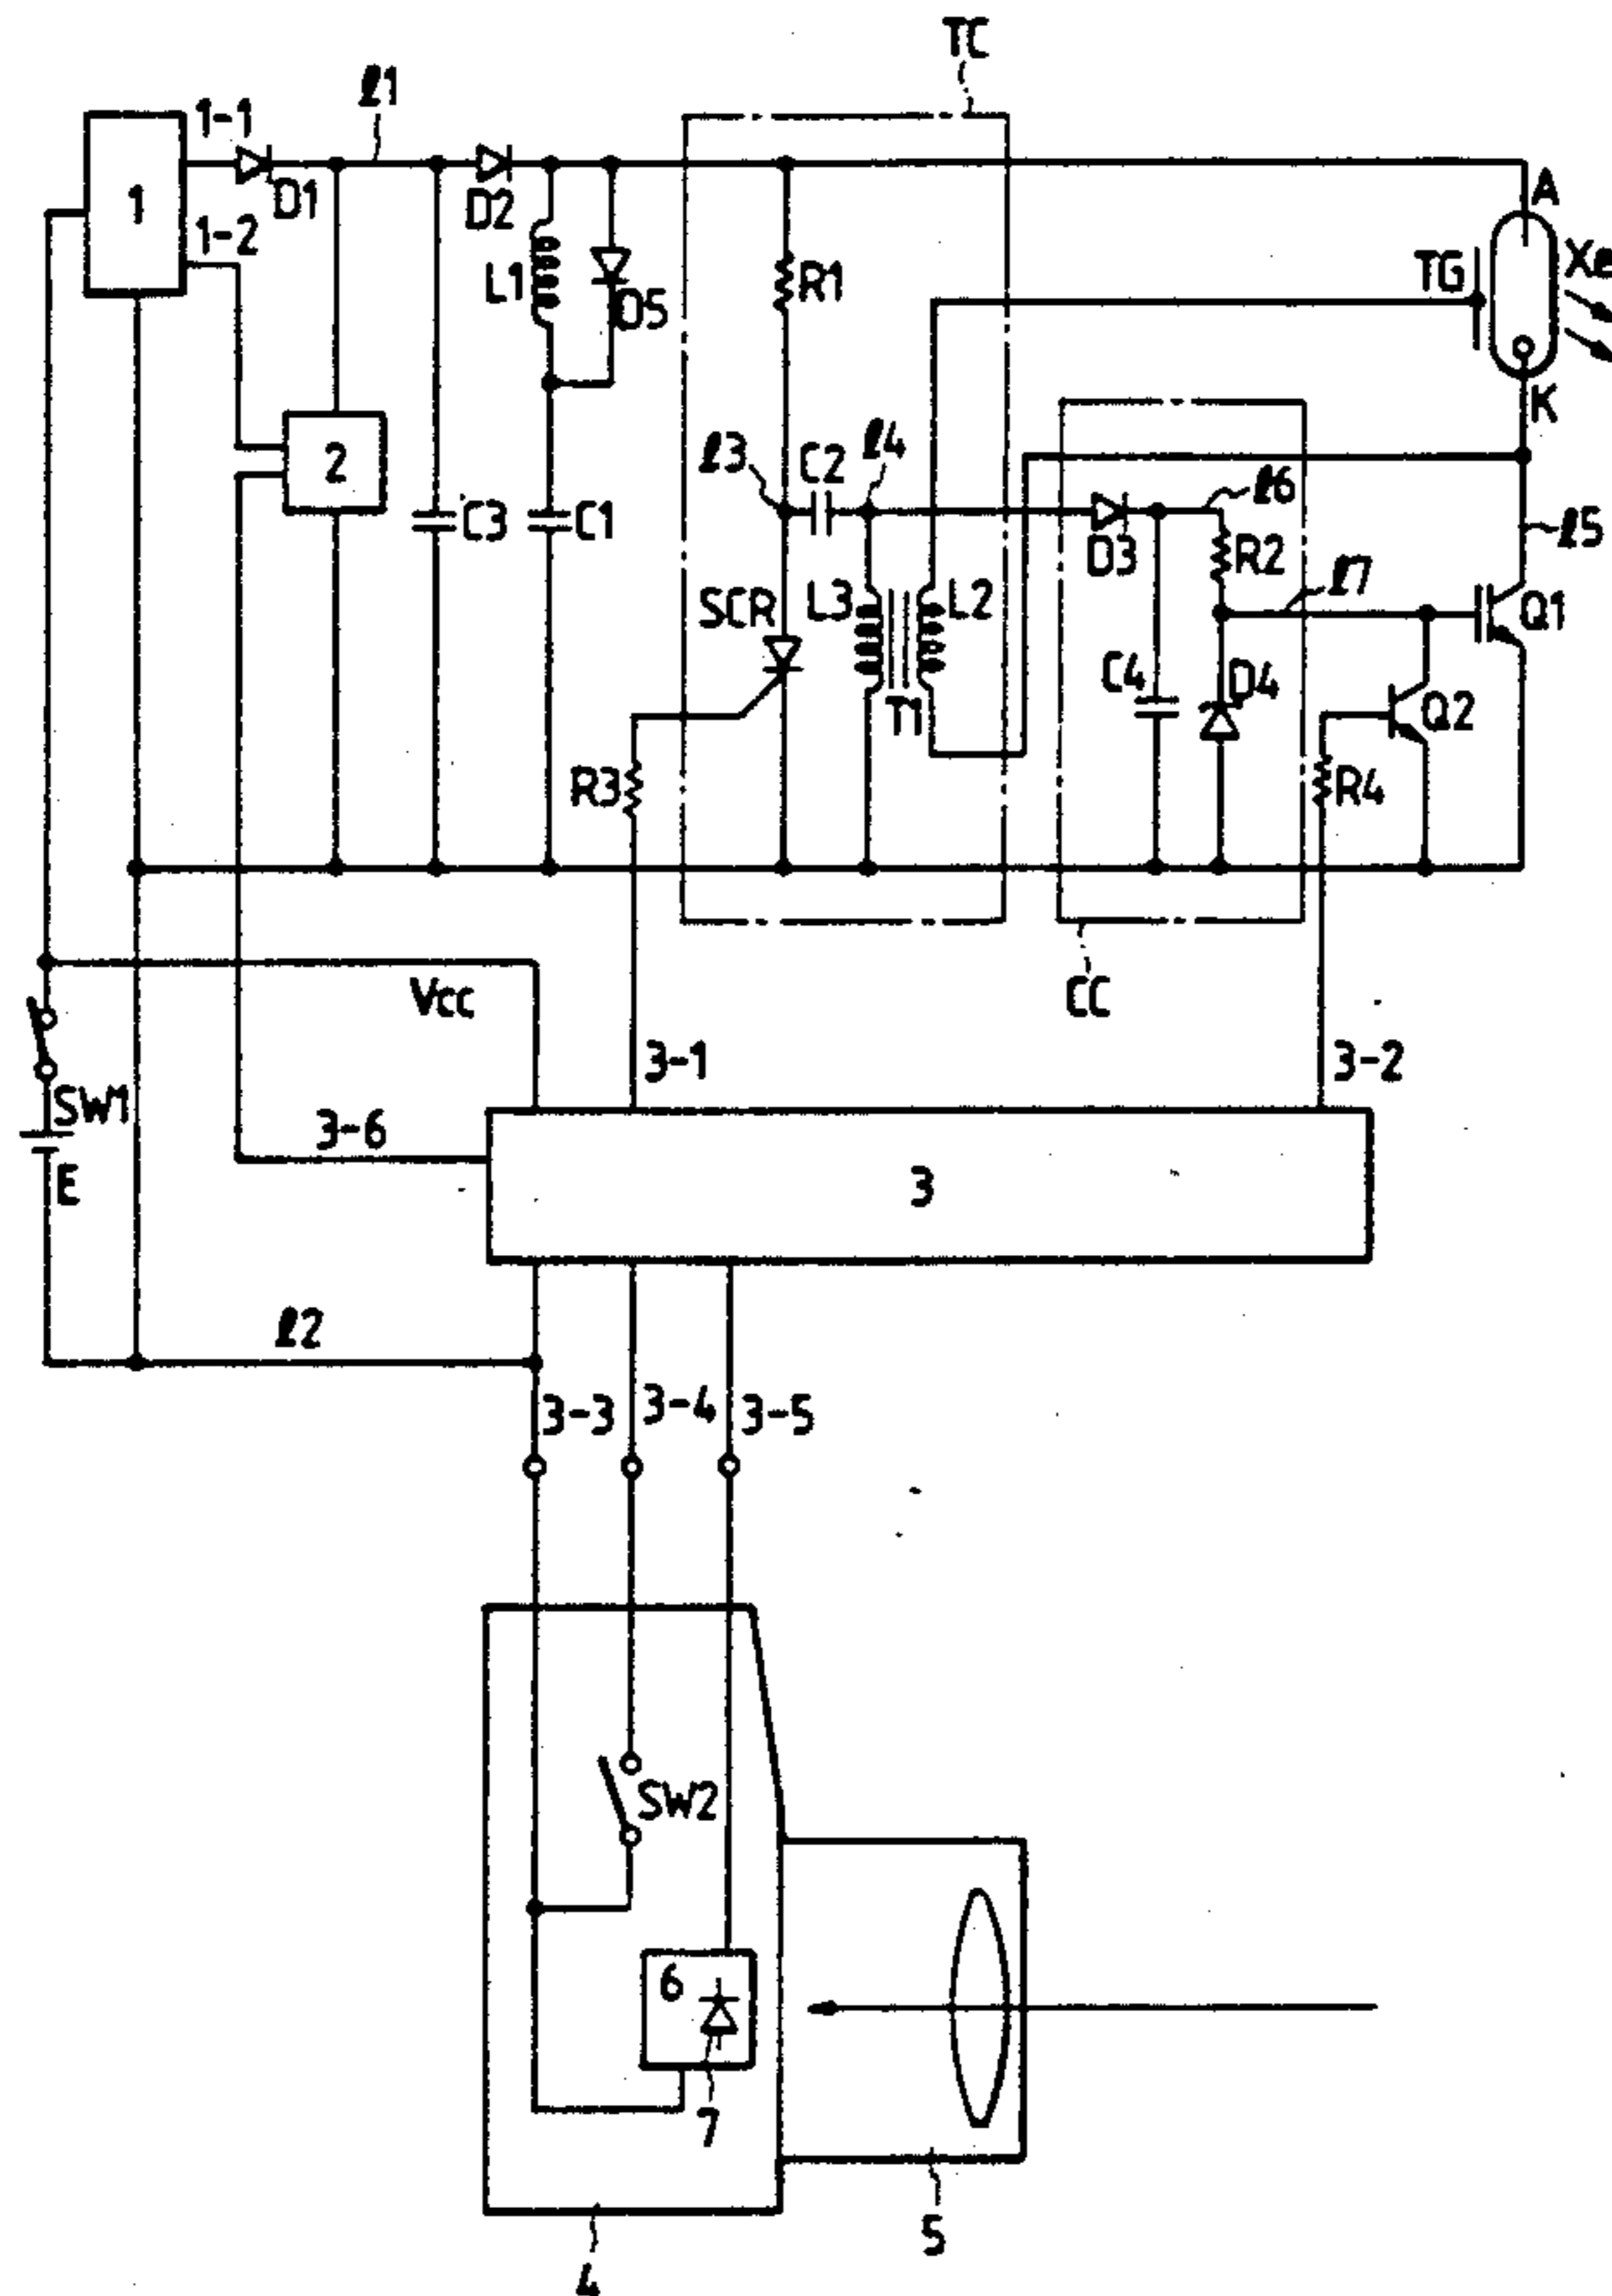 TC
ℓ1
1-1
1
D1
D2
A
1-2
L1
D5
R1
TG
Xe
K
2
ℓ3
C2
ℓ4
ℓ6
C3
C1
D3
R2
ℓ5
SCR
L3
L2
ℓ7
Q1
C4
D4
T1
Q2
R3
R4
Vcc
CC
3-1
3-2
SW1
3-6
E
3
ℓ2
3-3
3-4
3-5
SW2
6
7
5
4